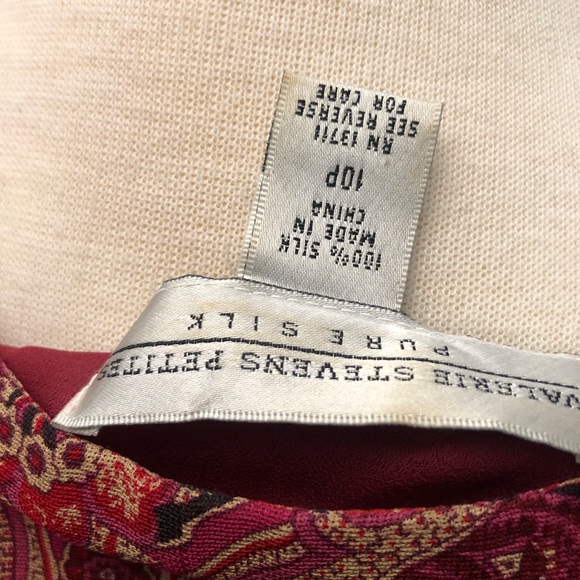 VALERIE STEVENS PETITES
PURE SILK
100% SILK
MADE IN
CHINA
10P
RN 13711
SEE REVERSE
FOR CARE